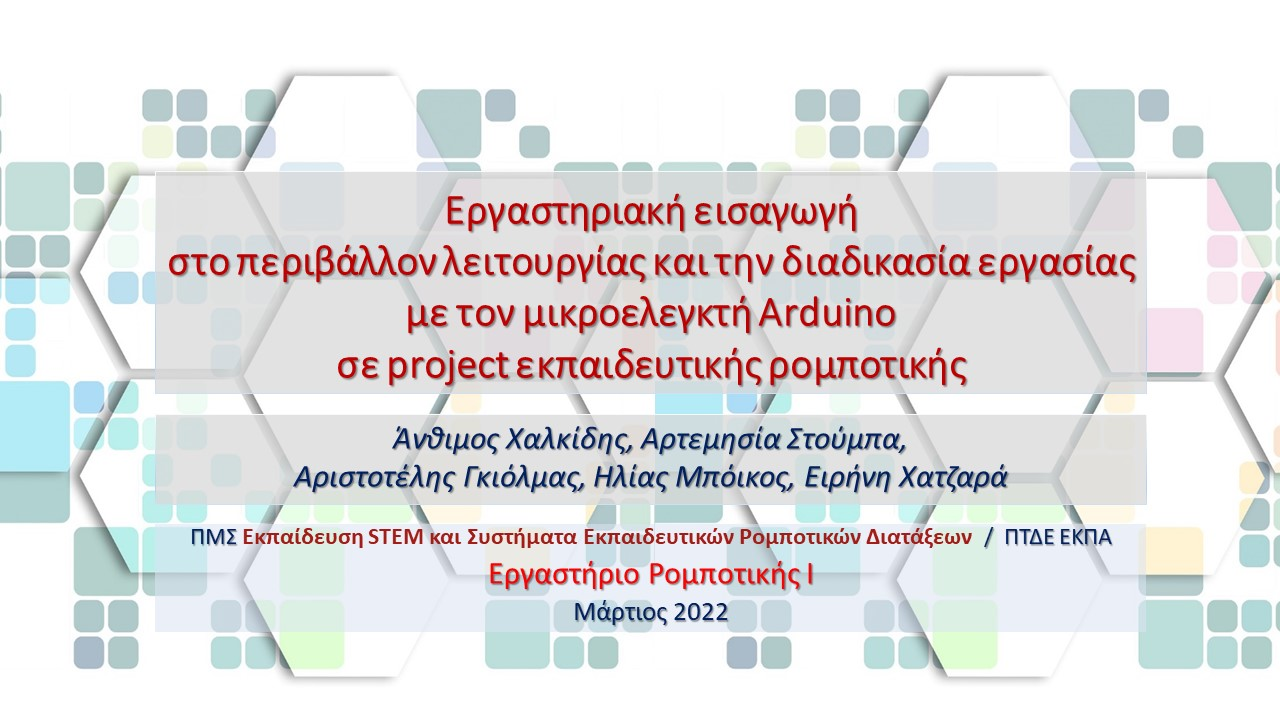 Εργαστηριακή εισαγωγή
στο περιβάλλον λειτουργίας και την διαδικασία εργασίας
με τον μικροελεγκτή Arduino
σε project εκπαιδευτικής ρομποτικής
Άνθιμος Χαλκίδης, Αρτεμησία Στούμπα,
Αριστοτέλης Γκιόλμας, Ηλίας Μπόικος, Ειρήνη Χατζαρά
ΠΜΣ Εκπαίδευση STEM και Συστήματα Εκπαιδευτικών Ρομποτικών Διατάξεων / ΠΤΔΕ ΕΚΠΑ
Εργαστήριο Ρομποτικής Ι
Μάρτιος 2022